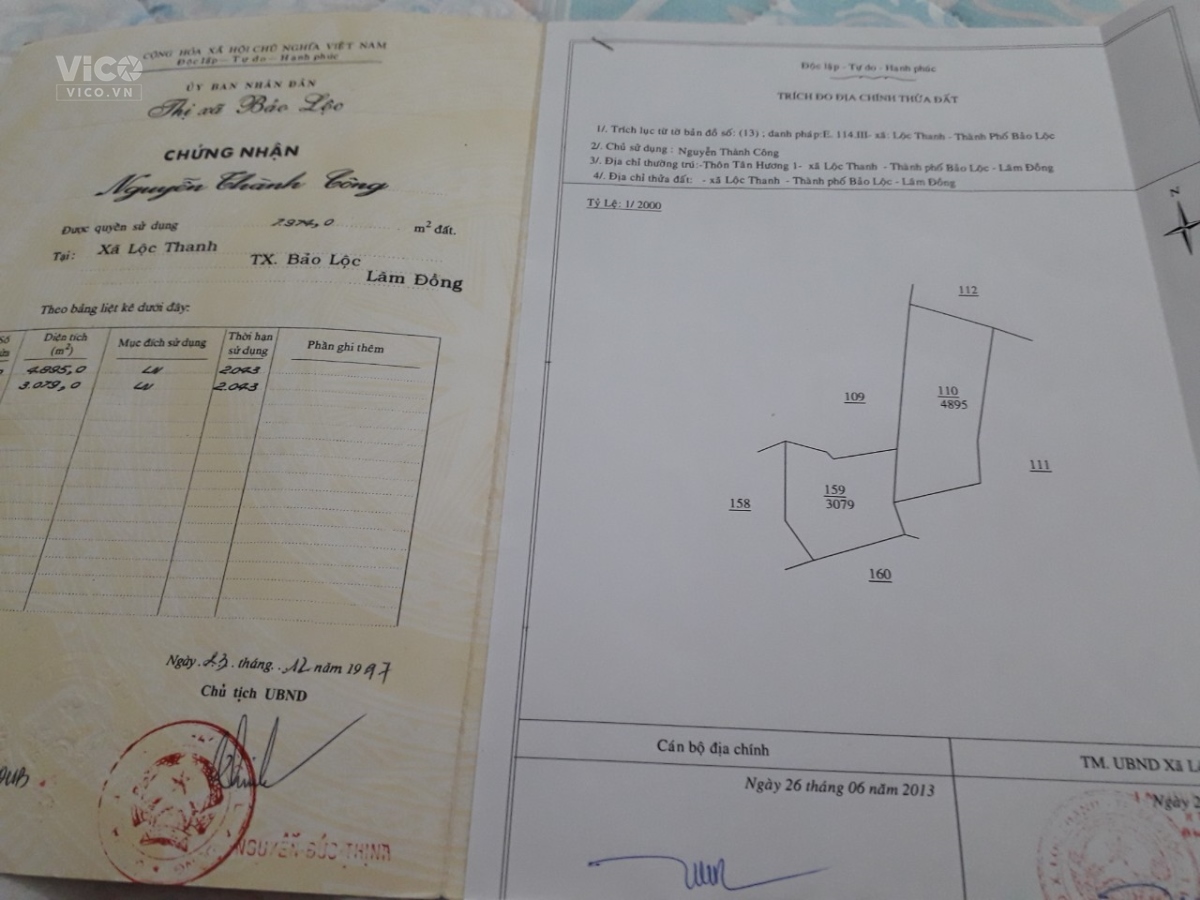 VICO
VICO.VN
CỘNG HÒA XÃ HỘI CHỦ NGHĨA VIỆT NAM
Độc lập - Tự do - Hạnh phúc
ỦY BAN NHÂN DÂN
Thị xã Bảo Lộc
CHỨNG NHẬN
Nguyễn Thành Công
Được quyền sử dụng 7974,0 m² đất.
Tại: Xã Lộc Thanh
TX. Bảo Lộc
Lâm Đồng
Theo bảng liệt kê dưới đây:
Số Diện tích (m²) Mục đích sử dụng Thời hạn sử dụng Phần ghi thêm
4.895,0 LN 2.043
3.079,0 LN 2.043
Ngày 23 tháng 12 năm 1997
Chủ tịch UBND
NGUYỄN ĐỨC THỊNH
Độc lập - Tự do - Hạnh phúc
TRÍCH ĐO ĐỊA CHÍNH THỬA ĐẤT
1/. Trích lục từ tờ bản đồ số: (13) ; danh pháp:E. 114.III- xã: Lộc Thanh - Thành Phố Bảo Lộc
2/. Chủ sử dụng : Nguyễn Thành Công
3/. Địa chỉ thường trú:-Thôn Tân Hương 1- xã Lộc Thanh - Thành phố Bảo Lộc - Lâm Đồng
4/. Địa chỉ thửa đất: - xã Lộc Thanh - Thành phố Bảo Lộc - Lâm Đồng
Tỷ Lệ: 1/ 2000
N
112
110
4895
109
111
159
3079
158
160
Cán bộ địa chính
Ngày 26 tháng 06 năm 2013
TM. UBND Xã
Ngày